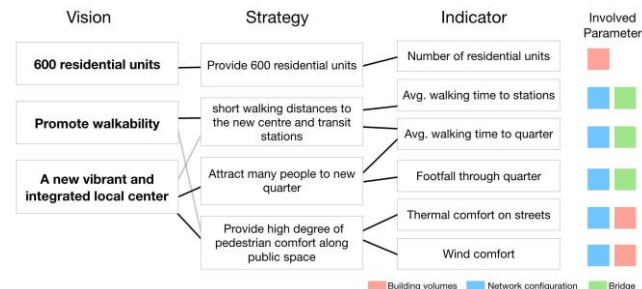 Vision
Strategy
Indicator
Involved
Parameter
600 residential units
Provide 600 residential units
Number of residential units
Promote walkability
short walking distances to
the new centre and transit
stations
Avg. walking time to stations
Avg. walking time to quarter
A new vibrant and
integrated local center
Attract many people to new
quarter
Footfall through quarter
Provide high degree of
pedestrian comfort along
public space
Thermal comfort on streets
Wind comfort
Building volumes
Network configuration
Bridge